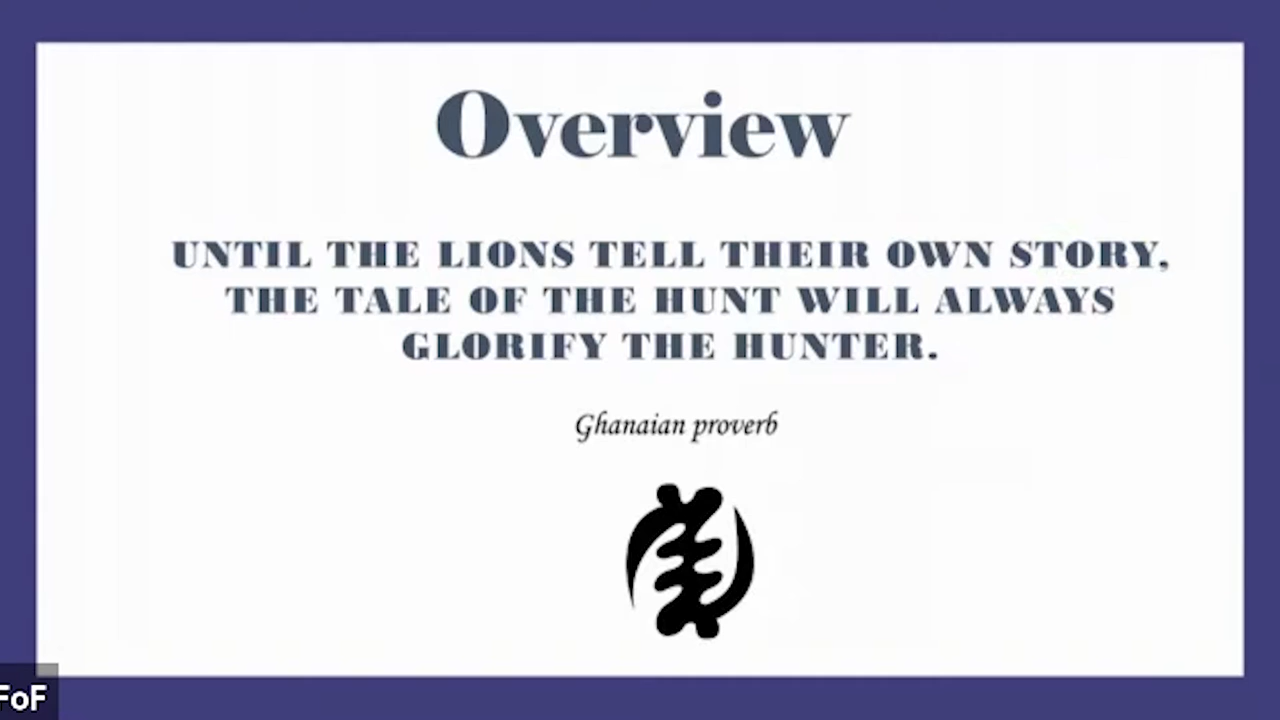 Overview
UNTIL THE LIONS TELL THEIR OWN STORY,
THE TALE OF THE HUNT WILL ALWAYS
GLORIFY THE HUNTER.
Ghanaian proverb
FoF